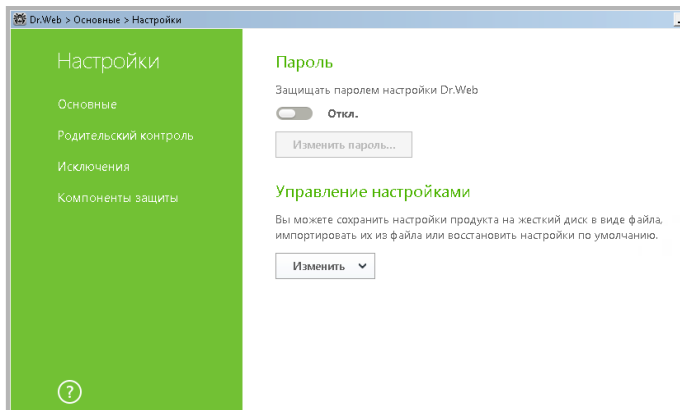 Dr.Web > Основные > Настройки
Настройки
Основные
Родительский контроль
Исключения
Компоненты защиты
?
Пароль
Защищать паролем настройки Dr.Web
Откл.
Изменить пароль...
Управление настройками
Вы можете сохранить настройки продукта на жесткий диск в виде файла,
импортировать их из файла или восстановить настройки по умолчанию.
Изменить